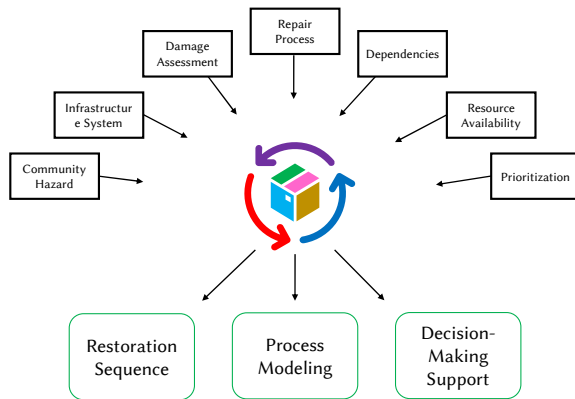 Repair
Process
Damage
Assessment
Dependencies
Infrastructur
e System
Resource
Availability
Community
Hazard
Prioritization
Restoration
Sequence
Process
Modeling
Decision-
Making
Support